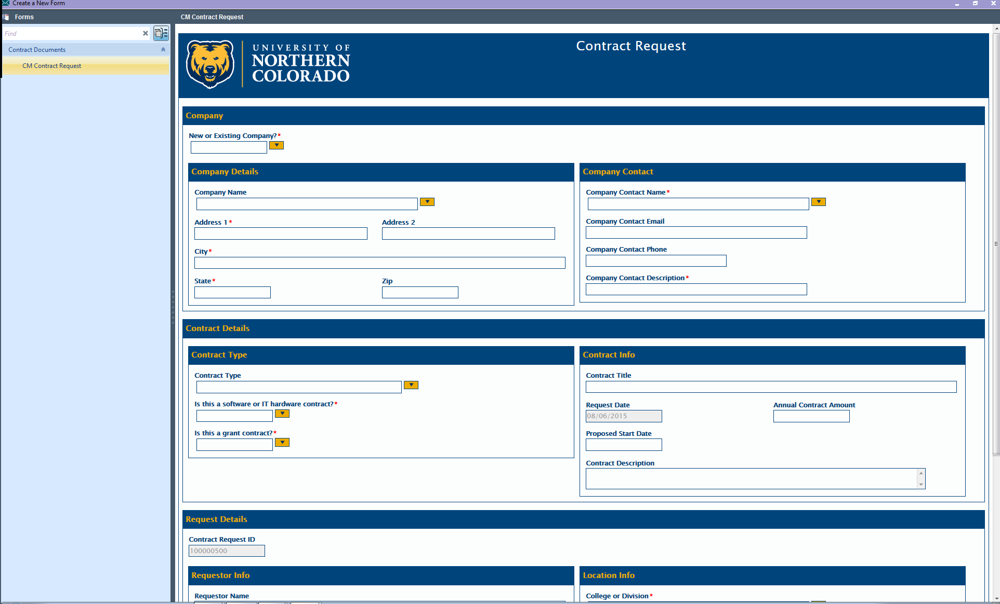 Create a New Form
Forms
CM Contract Request
Find
Contract Documents
CM Contract Request
UNIVERSITY OF
NORTHERN
COLORADO
Contract Request
Company
New or Existing Company?*
Company Details
Company Contact
Company Name
Company Contact Name*
Address 1*
Address 2
Company Contact Email
City*
Company Contact Phone
State*
Zip
Company Contact Description*
Contract Details
Contract Type
Contract Info
Contract Type
Contract Title
Is this a software or IT hardware contract?*
Request Date
Annual Contract Amount
08/06/2015
Is this a grant contract?*
Proposed Start Date
Contract Description
Request Details
Contract Request ID
100000500
Requestor Info
Location Info
Requestor Name
College or Division*